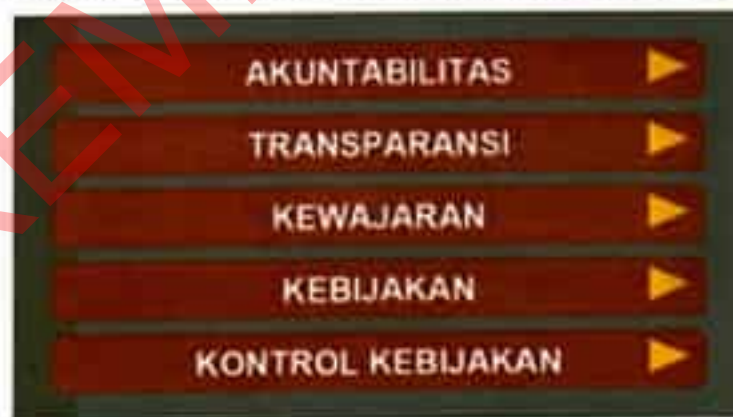 AKUNTABILITAS
TRANSPARANSI
KEWAJARAN
KEBIJAKAN
KONTROL KEBIJAKAN